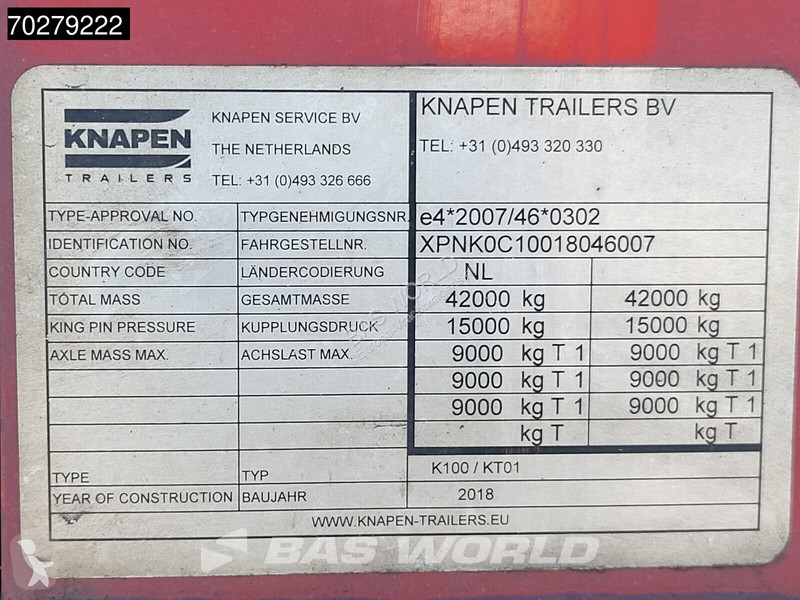 70279222
KNAPEN
TRAILERS
KNAPEN SERVICE BV
THE NETHERLANDS
TEL: +31 (0)493 326 666
KNAPEN TRAILERS BV
TEL: +31 (0)493 320 330
TYPE-APPROVAL NO. TYPGENEHMIGUNGSNR. e4*2007/46*0302
IDENTIFICATION NO. FAHRGESTELLNR. XPNK0C10018046007
COUNTRY CODE LÄNDERCODIERUNG NL
TOTAL MASS GESAMTMASSE 42000 kg 42000 kg
KING PIN PRESSURE KUPPLUNGSDRUCK 15000 kg 15000 kg
AXLE MASS MAX. ACHSLAST MAX. 9000 kg T 1 9000 kg T 1
9000 kg T 1 9000 kg T 1
9000 kg T 1 9000 kg T 1
kg T kg T
TYPE TYP K100 / KT01
YEAR OF CONSTRUCTION BAUJAHR 2018
WWW.KNAPEN-TRAILERS.EU
BAS WORLD